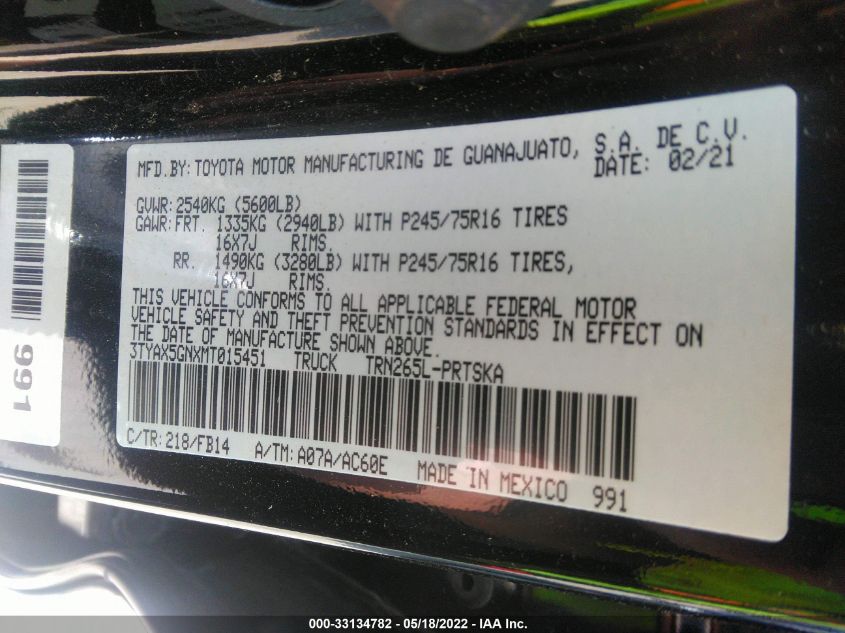 MFD.BY: TOYOTA MOTOR MANUFACTURING DE GUANAJUATO, S.A. DE C.V.
DATE: 02/21
GVWR: 2540KG (5600LB)
GAWR: FRT. 1335KG (2940LB) WITH P245/75R16 TIRES
16X7J RIMS.
RR. 1490KG (3280LB) WITH P245/75R16 TIRES,
16X7J RIMS.
THIS VEHICLE CONFORMS TO ALL APPLICABLE FEDERAL MOTOR
VEHICLE SAFETY AND THEFT PREVENTION STANDARDS IN EFFECT ON
THE DATE OF MANUFACTURE SHOWN ABOVE.
3TYAX5GNXMT015451 TRUCK TRN265L-PRTSKA
C/TR: 218/FB14 A/TM: A07A/AC60E MADE IN MEXICO 991
991
000-33134782 - 05/18/2022 - IAA Inc.